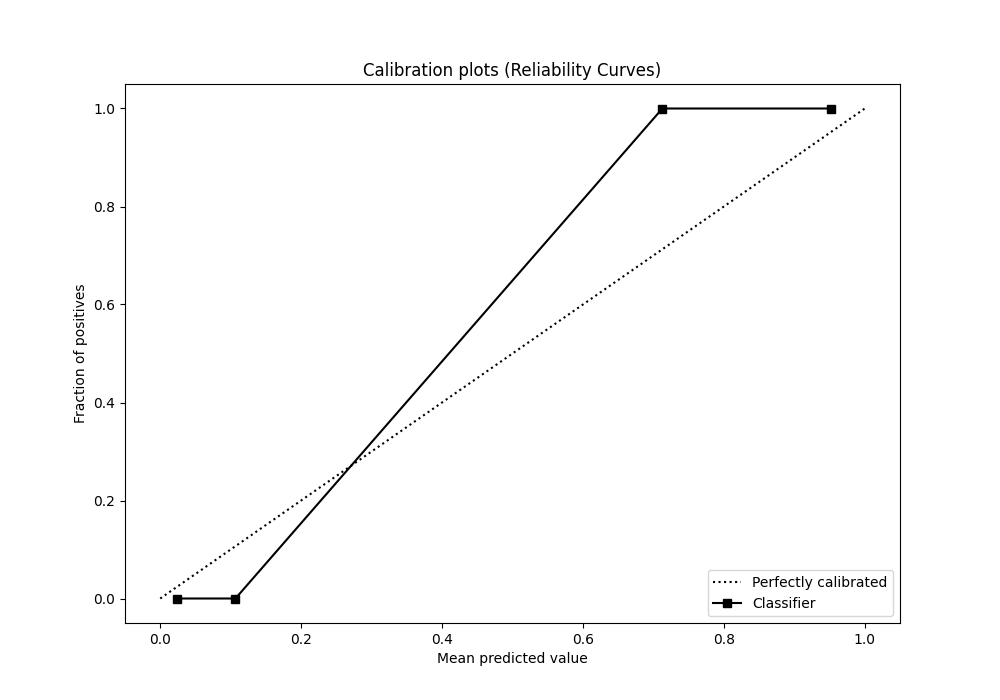 Calibration plots (Reliability Curves)
1.0
0.8
0.6
0.4
0.2
0.0
Fraction of positives
Perfectly calibrated
Classifier
0.0 0.2 0.4 0.6 0.8 1.0
Mean predicted value